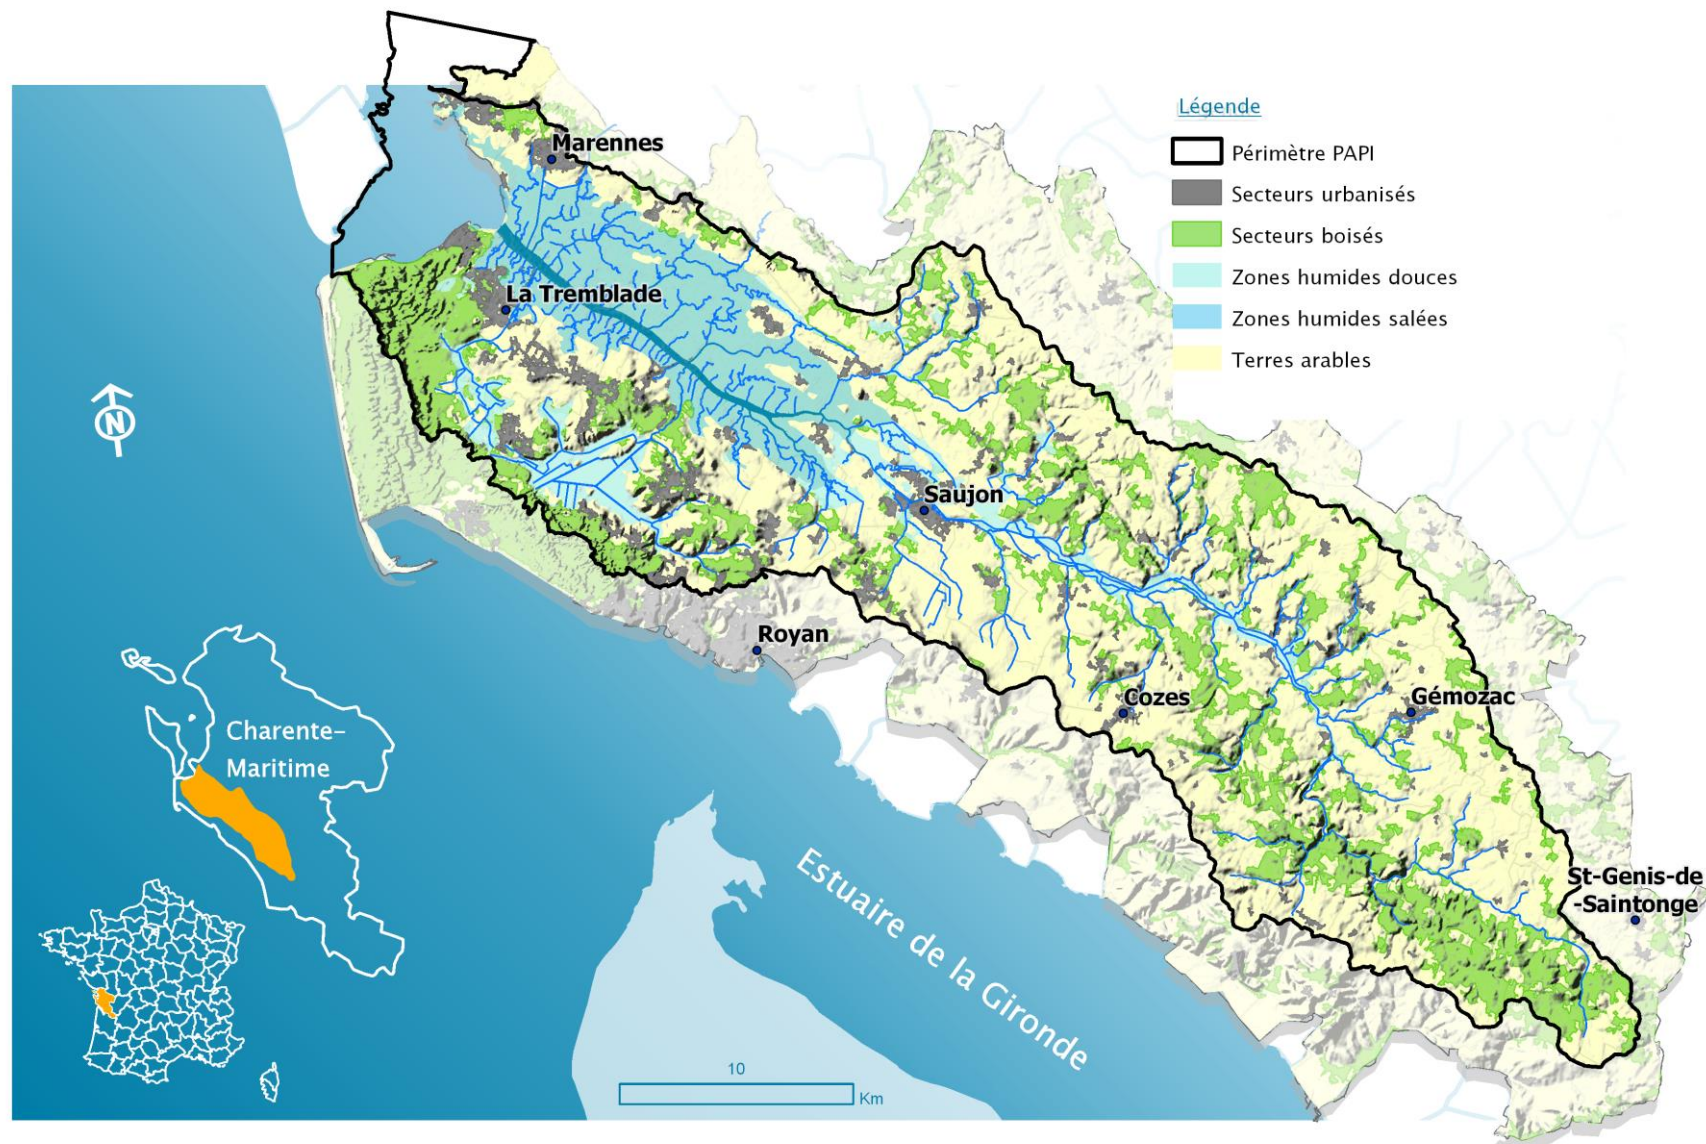 Légende
Périmètre PAPI
Secteurs urbanisés
Secteurs boisés
Zones humides douces
Zones humides salées
Terres arables
Marennes
La Tremblade
N
Saujon
Royan
Cozes
Gémozac
Charente-
Maritime
St-Genis-de
-Saintonge
Estuaire de la Gironde
10
Km